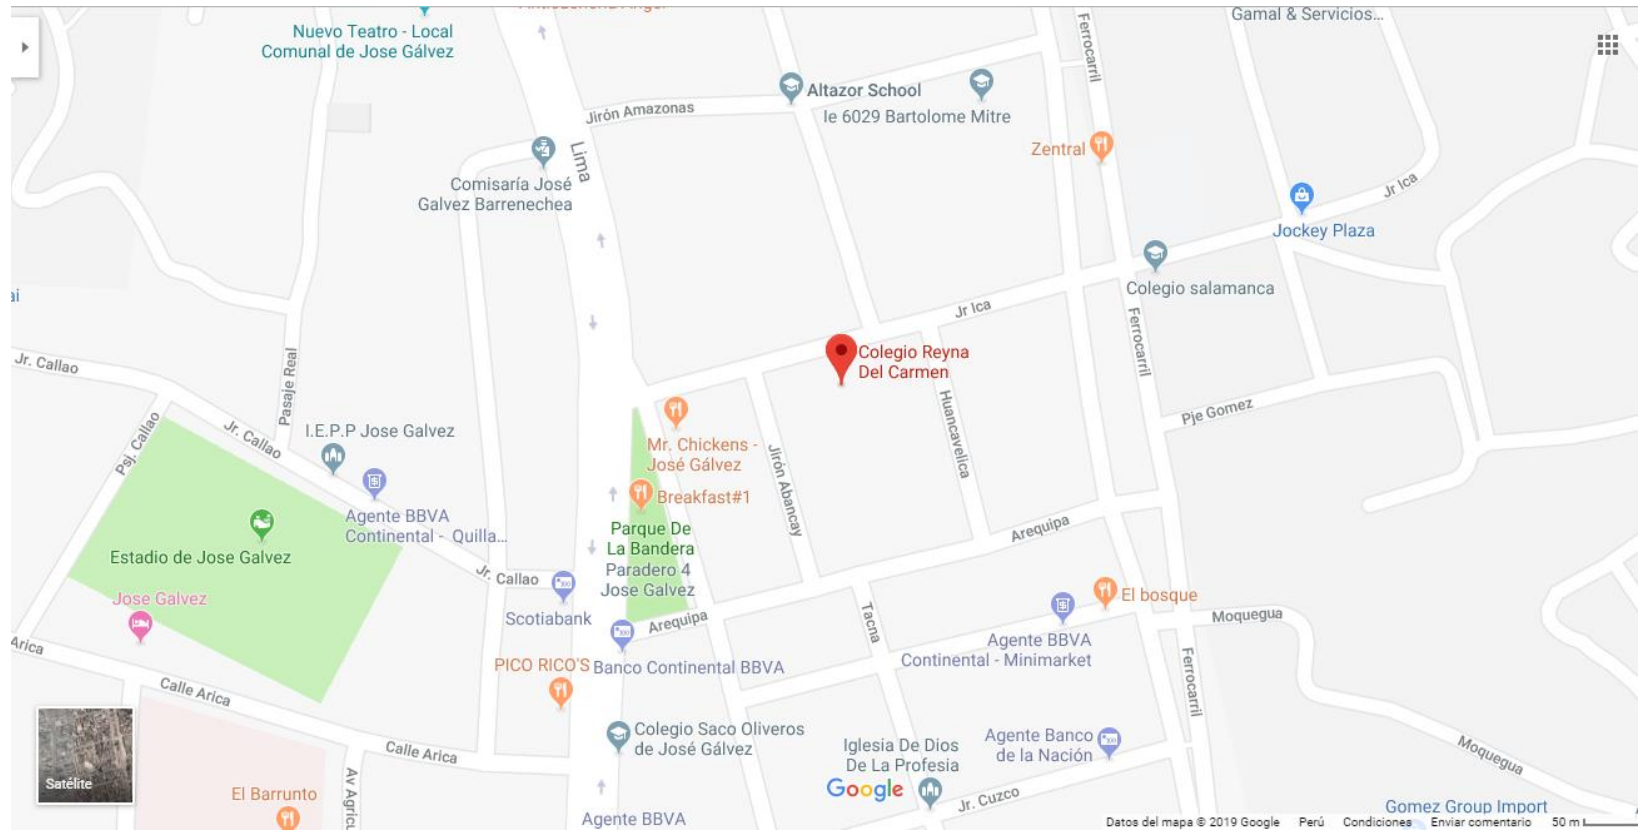 Gamal & Servicios...
Nuevo Teatro - Local
Comunal de Jose Gálvez
Ferrocarril
Altazor School
Ie 6029 Bartolome Mitre
Jirón Amazonas
Zentral
Lima
Comisaría José
Galvez Barrenechea
Jr Ica
Jockey Plaza
Colegio salamanca
ai
Jr Ica
Ferrocarril
Jr. Callao
Pasaje Real
Colegio Reyna
Del Carmen
Huancavelica
Pje Gomez
Psj. Callao
Jr. Callao
I.E.P.P Jose Galvez
Mr. Chickens -
José Gálvez
Jirón Abancay
Breakfast#1
Agente BBVA
Continental - Quilla...
Parque De
La Bandera
Paradero 4
Jose Galvez
Arequipa
Estadio de Jose Galvez
Jr. Callao
Jose Galvez
Scotiabank
El bosque
Arequipa
Tacna
Moquegua
Agente BBVA
Continental - Minimarket
Arica
PICO RICO'S
Banco Continental BBVA
Ferrocarril
Calle Arica
Colegio Saco Oliveros
de José Gálvez
Calle Arica
Iglesia De Dios
De La Profesia
Agente Banco
de la Nación
Moquegua
Satélite
El Barrunto
Av Agricu
Google
Jr. Cuzco
Agente BBVA
Gomez Group Import
Datos del mapa © 2019 Google Perú Condiciones Enviar comentario 50 m